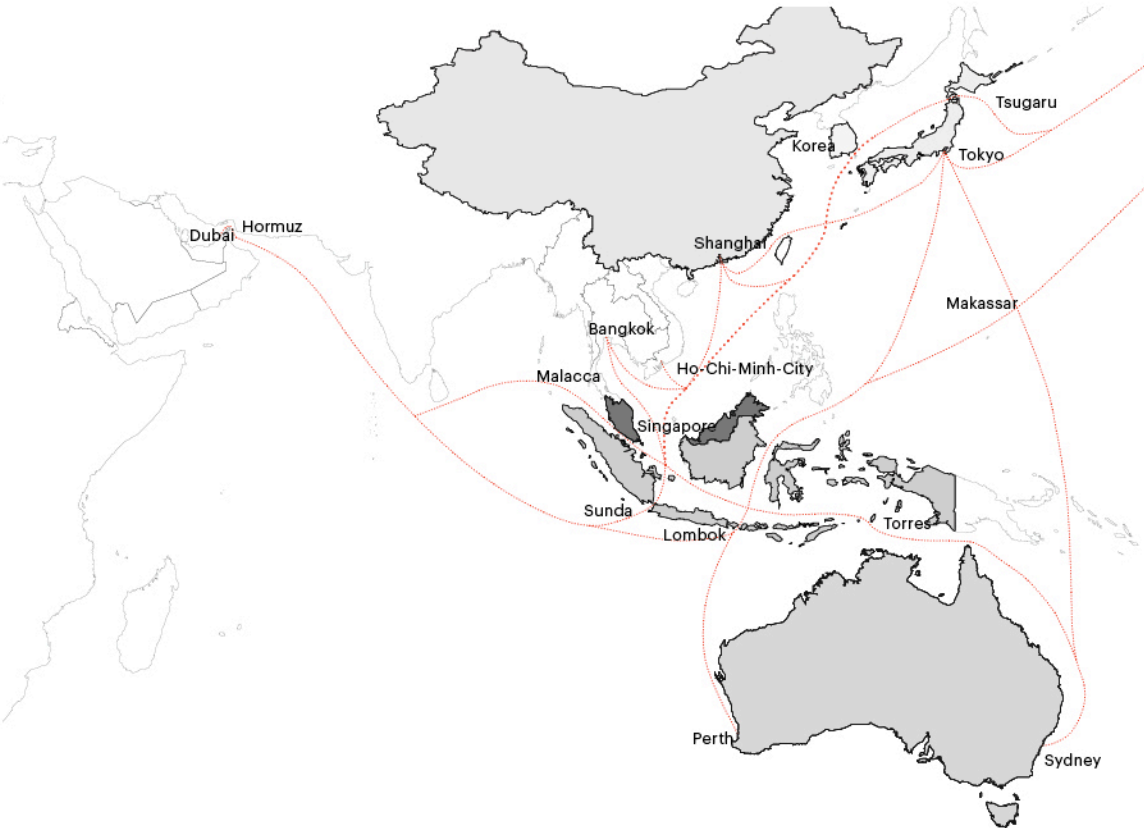 Tsugaru
Korea
Tokyo
Hormuz
Dubai
Shanghai
Makassar
Bangkok
Ho-Chi-Minh-City
Malacca
Singapore
Sunda
Torres
Lombok
Perth
Sydney